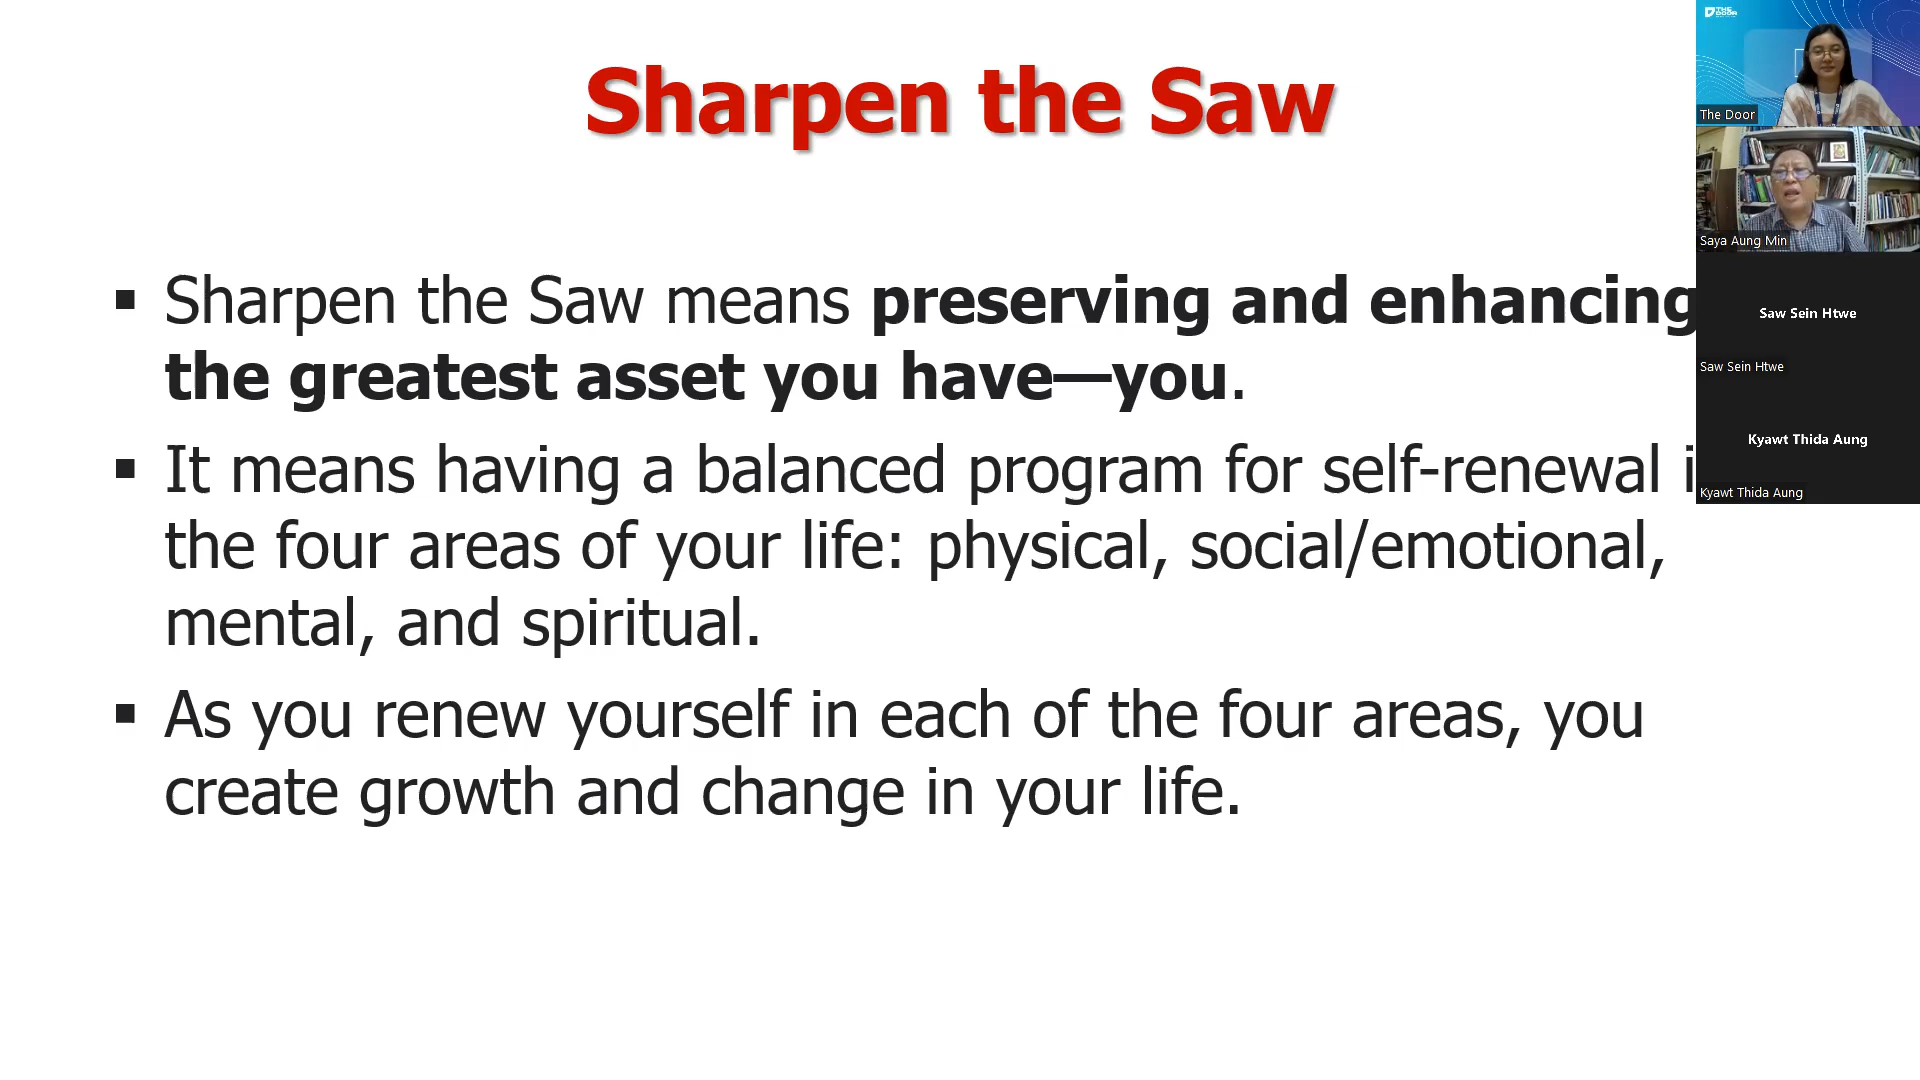 Sharpen the Saw
▪ Sharpen the Saw means preserving and enhancing
the greatest asset you have—you.
▪ It means having a balanced program for self-renewal i
the four areas of your life: physical, social/emotional,
mental, and spiritual.
▪ As you renew yourself in each of the four areas, you
create growth and change in your life.
THE DOOR
The Door
Saya Aung Min
Saw Sein Htwe
Saw Sein Htwe
Kyawt Thida Aung
Kyawt Thida Aung